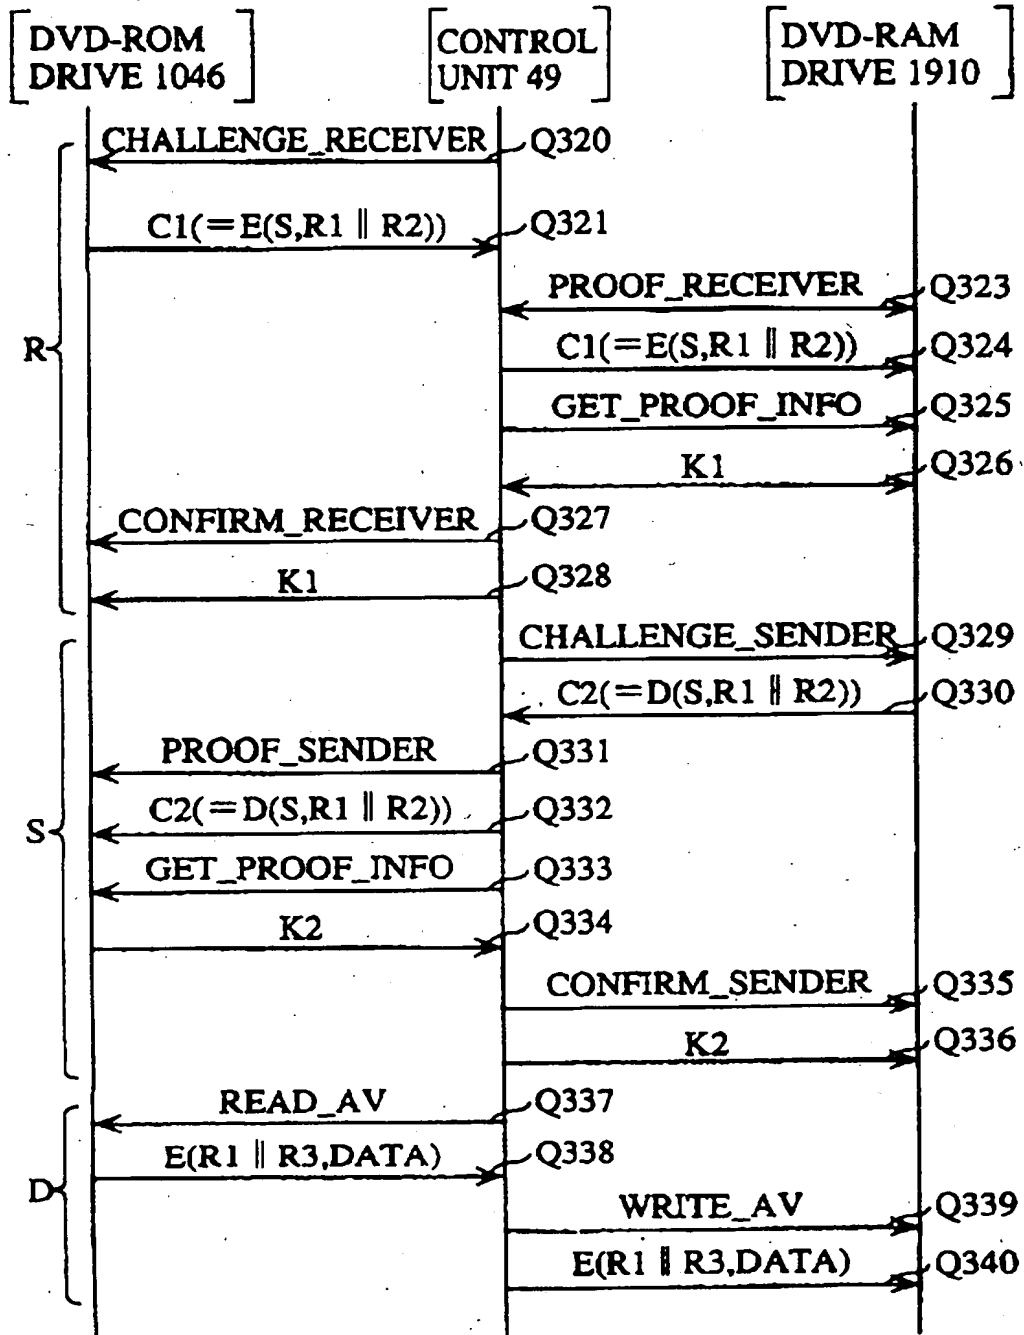 DVD-ROM
DRIVE 1046
CONTROL
UNIT 49
DVD-RAM
DRIVE 1910
CHALLENGE_RECEIVER Q320
C1(=E(S,R1 ‖ R2)) Q321
PROOF_RECEIVER Q323
C1(=E(S,R1 ‖ R2)) Q324
R
GET_PROOF_INFO Q325
K1 Q326
CONFIRM_RECEIVER Q327
K1 Q328
CHALLENGE_SENDER Q329
C2(=D(S,R1 ‖ R2)) Q330
PROOF_SENDER Q331
C2(=D(S,R1 ‖ R2)) Q332
S
GET_PROOF_INFO Q333
K2 Q334
CONFIRM_SENDER Q335
K2 Q336
READ_AV Q337
E(R1 ‖ R3,DATA) Q338
D
WRITE_AV Q339
E(R1 ‖ R3,DATA) Q340